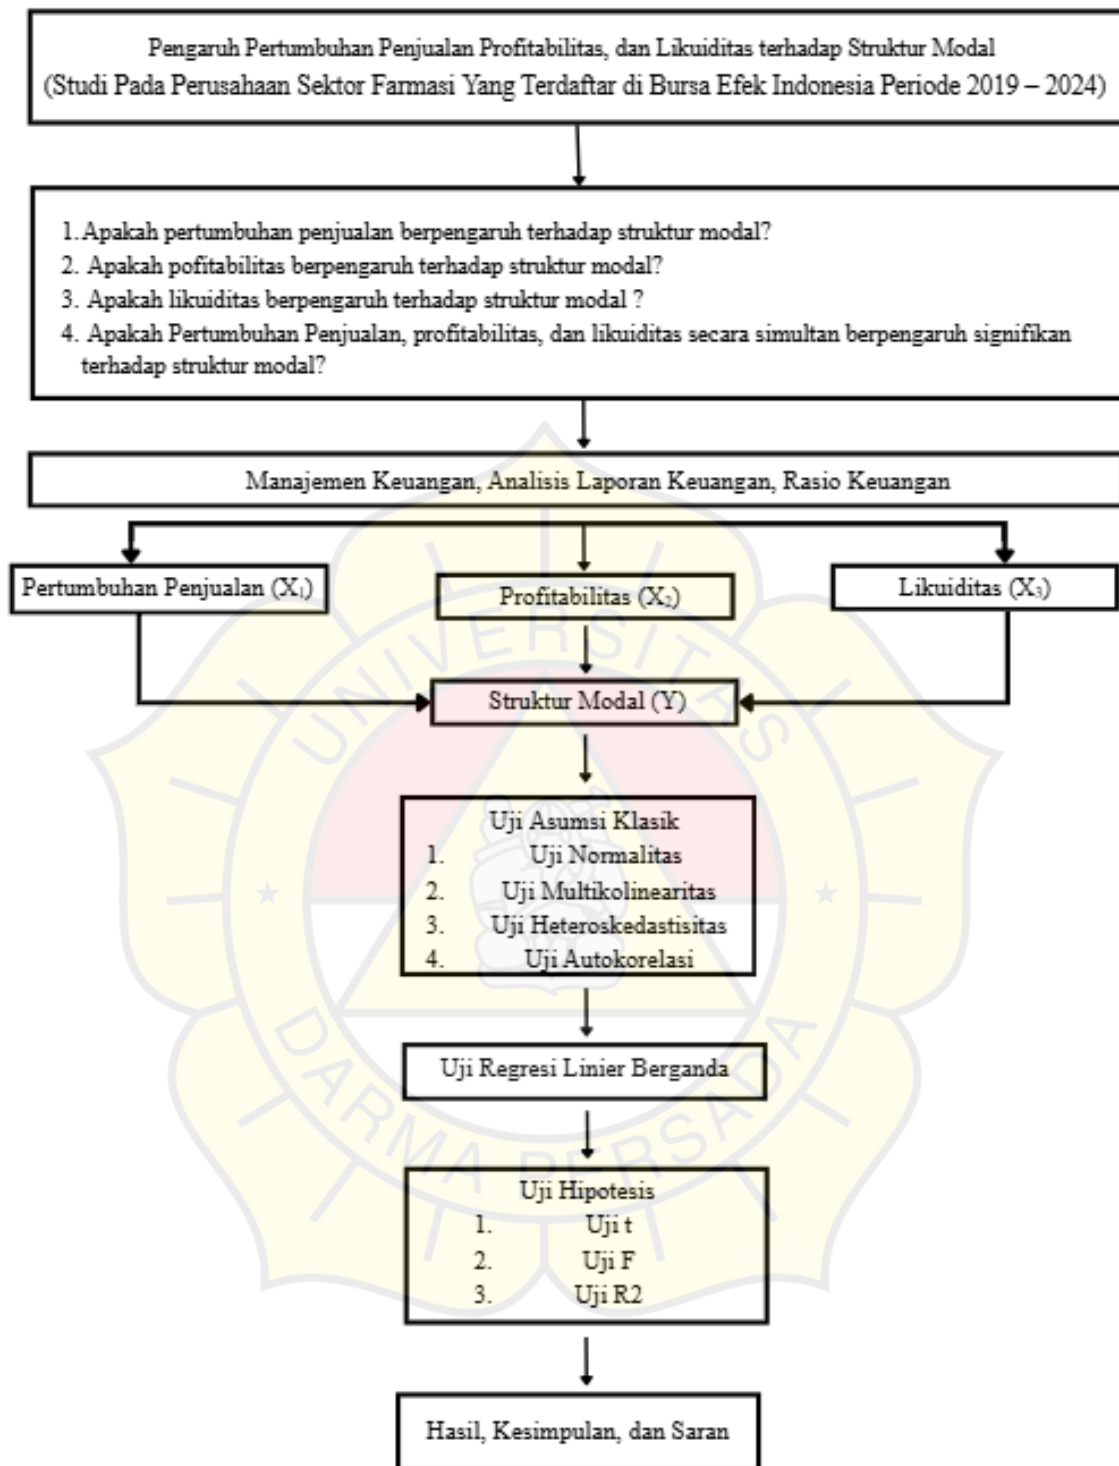 Pengaruh Pertumbuhan Penjualan Profitabilitas, dan Likuiditas terhadap Struktur Modal
(Studi Pada Perusahaan Sektor Farmasi Yang Terdaftar di Bursa Efek Indonesia Periode 2019 – 2024)
1. Apakah pertumbuhan penjualan berpengaruh terhadap struktur modal?
2. Apakah pofitabilitas berpengaruh terhadap struktur modal?
3. Apakah likuiditas berpengaruh terhadap struktur modal ?
4. Apakah Pertumbuhan Penjualan, profitabilitas, dan likuiditas secara simultan berpengaruh signifikan
terhadap struktur modal?
Manajemen Keuangan, Analisis Laporan Keuangan, Rasio Keuangan
Pertumbuhan Penjualan (X₁)
Profitabilitas (X₂)
Likuiditas (X₃)
Struktur Modal (Y)
Uji Asumsi Klasik
1. Uji Normalitas
2. Uji Multikolinearitas
3. Uji Heteroskedastisitas
4. Uji Autokorelasi
Uji Regresi Linier Berganda
Uji Hipotesis
1. Uji t
2. Uji F
3. Uji R2
Hasil, Kesimpulan, dan Saran
UNIVERSITAS
DARMA PERSADA